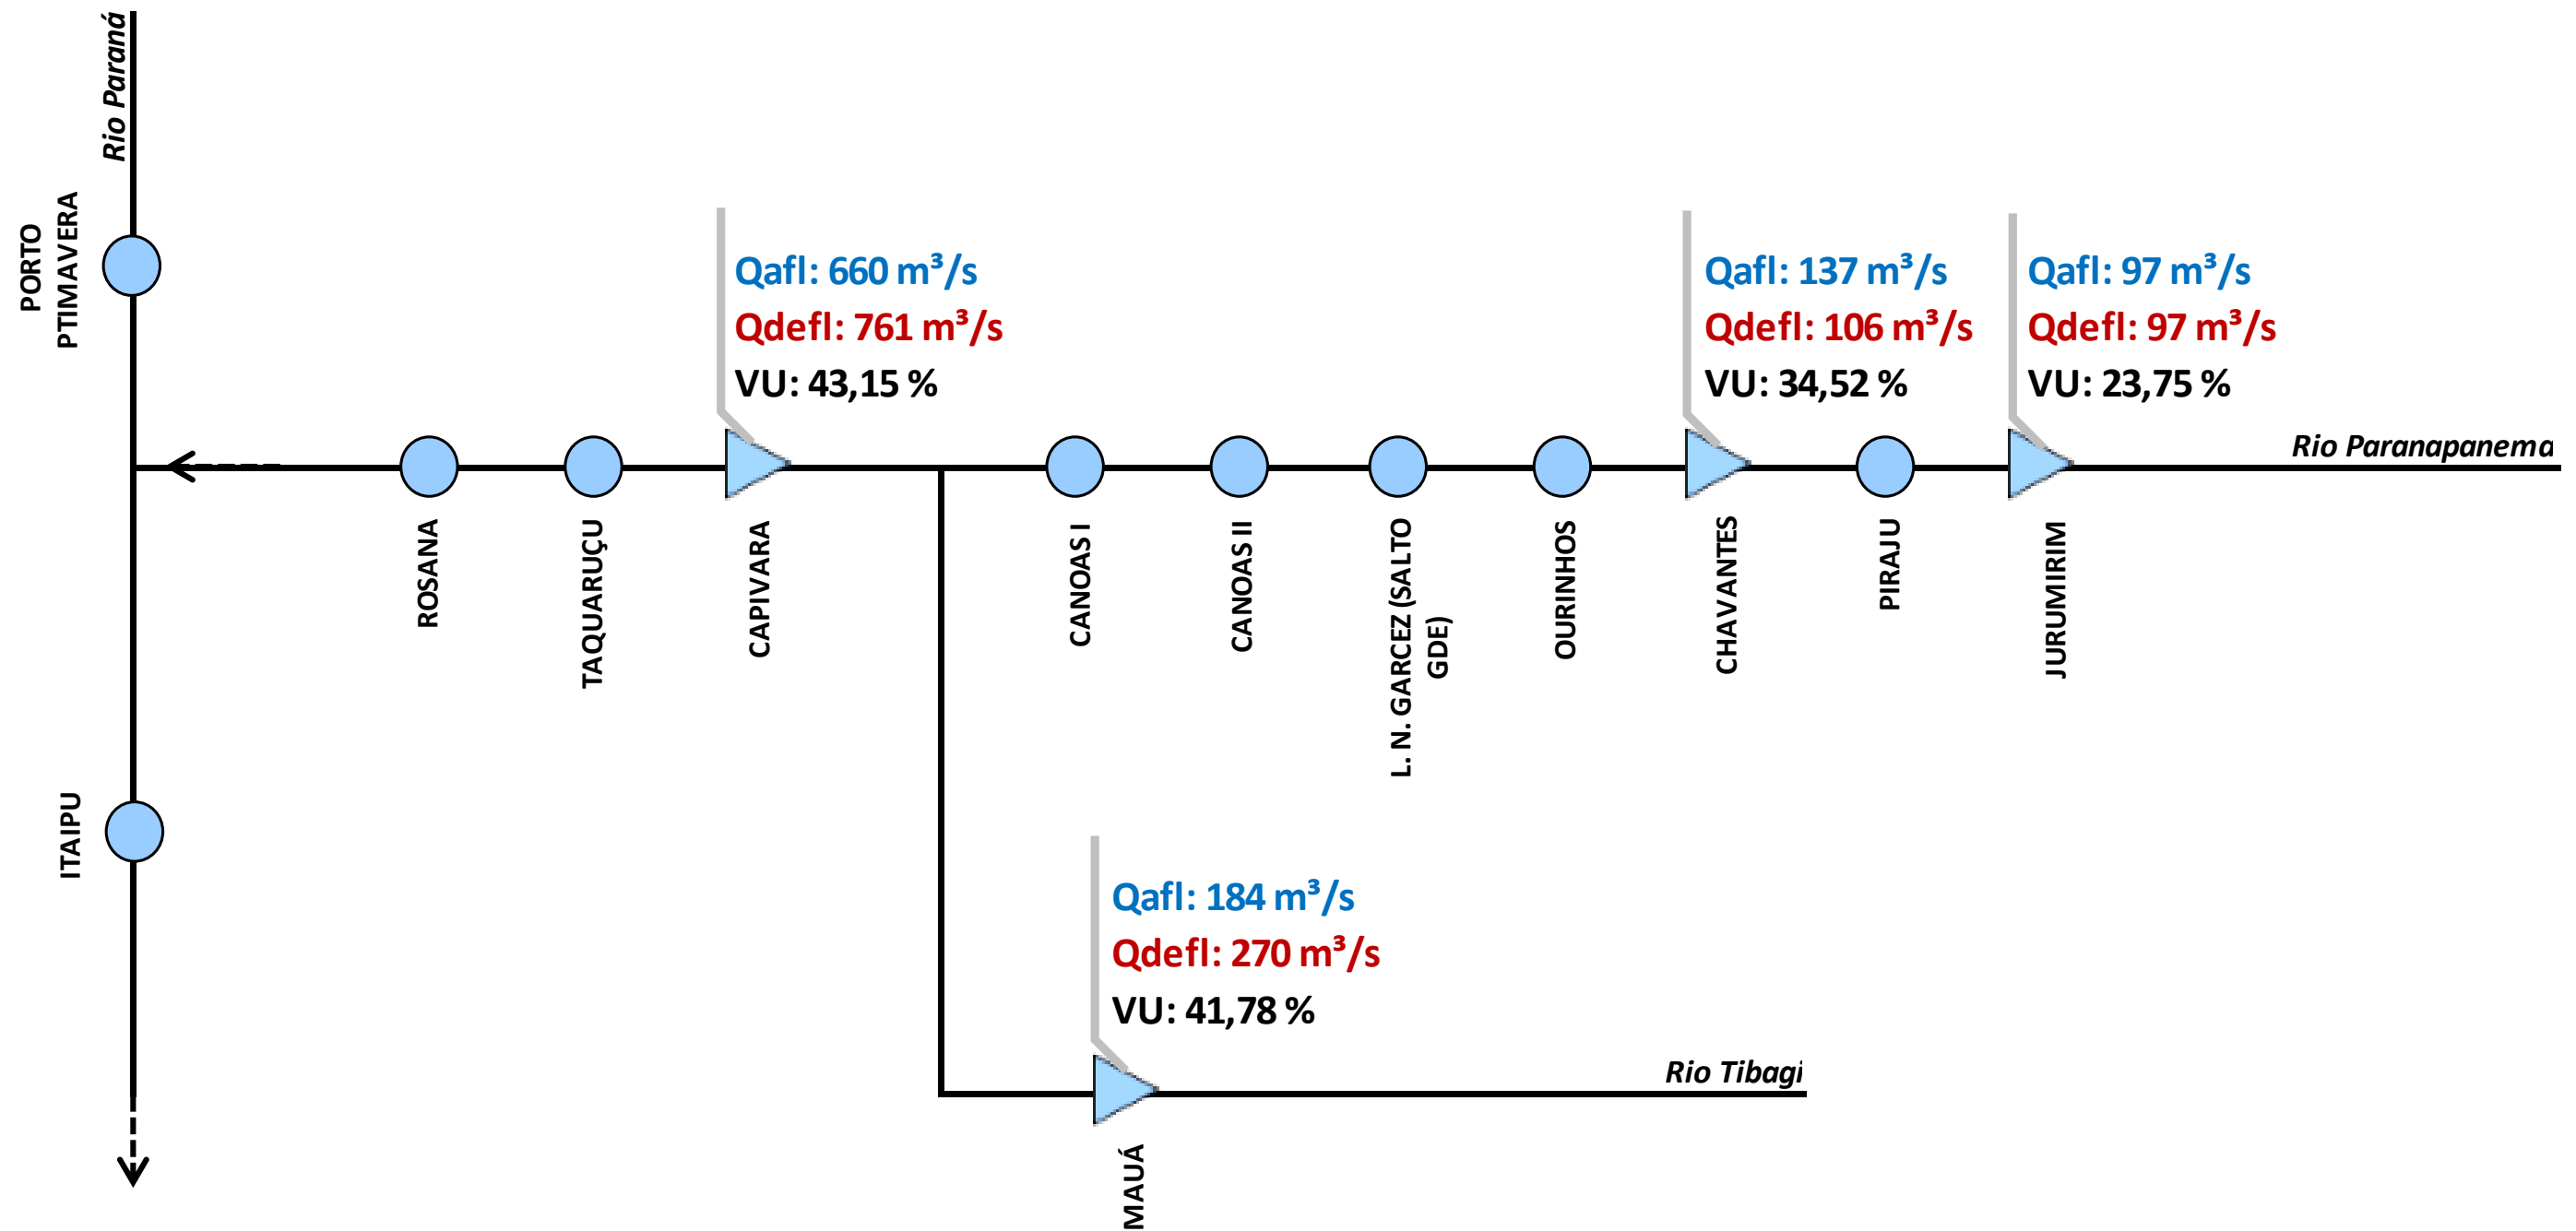 Rio Paraná
PORTO
PTIMAVERA
Qafl: 660 m³/s
Qdefl: 761 m³/s
VU: 43,15 %
Qafl: 137 m³/s
Qdefl: 106 m³/s
VU: 34,52 %
Qafl: 97 m³/s
Qdefl: 97 m³/s
VU: 23,75 %
Rio Paranapanema
ROSANA
TAQUARUÇU
CAPIVARA
CANOAS I
CANOAS II
L. N. GARCEZ (SALTO
GDE)
OURINHOS
CHAVANTES
PIRAJU
JURUMIRIM
ITAIPU
Qafl: 184 m³/s
Qdefl: 270 m³/s
VU: 41,78 %
Rio Tibagi
MAUÁ